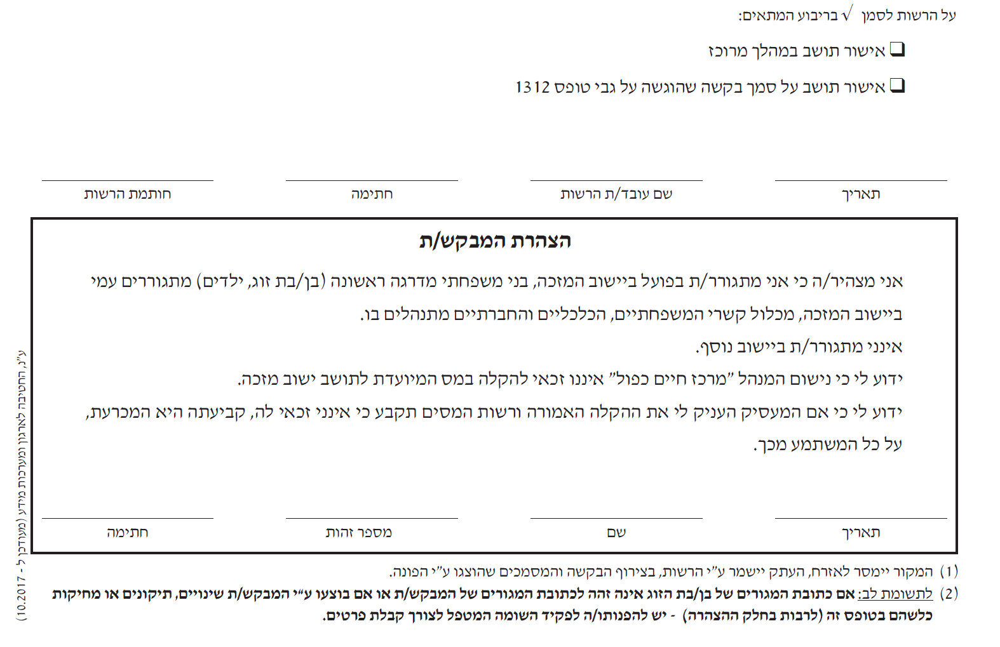 על הרשות לסמן √ בריבוע המתאים:
❑ אישור תושב במהלך מרוכז
❑ אישור תושב על סמך בקשה שהוגשה על גבי טופס 1312
תאריך שם עובד/ת הרשות חתימה חותמת הרשות
הצהרת המבקש/ת
אני מצהיר/ה כי אני מתגורר/ת בפועל ביישוב המזכה, בני משפחתי מדרגה ראשונה (בן/בת זוג, ילדים) מתגוררים עמי
ביישוב המזכה, מכלול קשרי המשפחתיים, הכלכליים והחברתיים מתנהלים בו.
אינני מתגורר/ת ביישוב נוסף.
ידוע לי כי נישום המנהל "מרכז חיים כפול" איננו זכאי להקלה במס המיועדת לתושב ישוב מזכה.
ידוע לי כי אם המעסיק העניק לי את ההקלה האמורה ורשות המסים תקבע כי אינני זכאי לה, קביעתה היא המכרעת,
על כל המשתמע מכך.
תאריך שם מספר זהות חתימה
(1) המקור יימסר לאזרח, העתק יישמר ע"י הרשות, בצירוף הבקשה והמסמכים שהוצגו ע"י הפונה.
(2) לתשומת לב: אם כתובת המגורים של בן/בת הזוג אינה זהה לכתובת המגורים של המבקש/ת או אם בוצעו ע"י המבקש/ת שינויים, תיקונים או מחיקות
כלשהם בטופס זה (לרבות בחלק ההצהרה) - יש להפנותו/ה לפקיד השומה המטפל לצורך קבלת פרטים.
ע"נ, החטיבה לארגון ומערכות מידע (מעודכן ל - 10.2017)